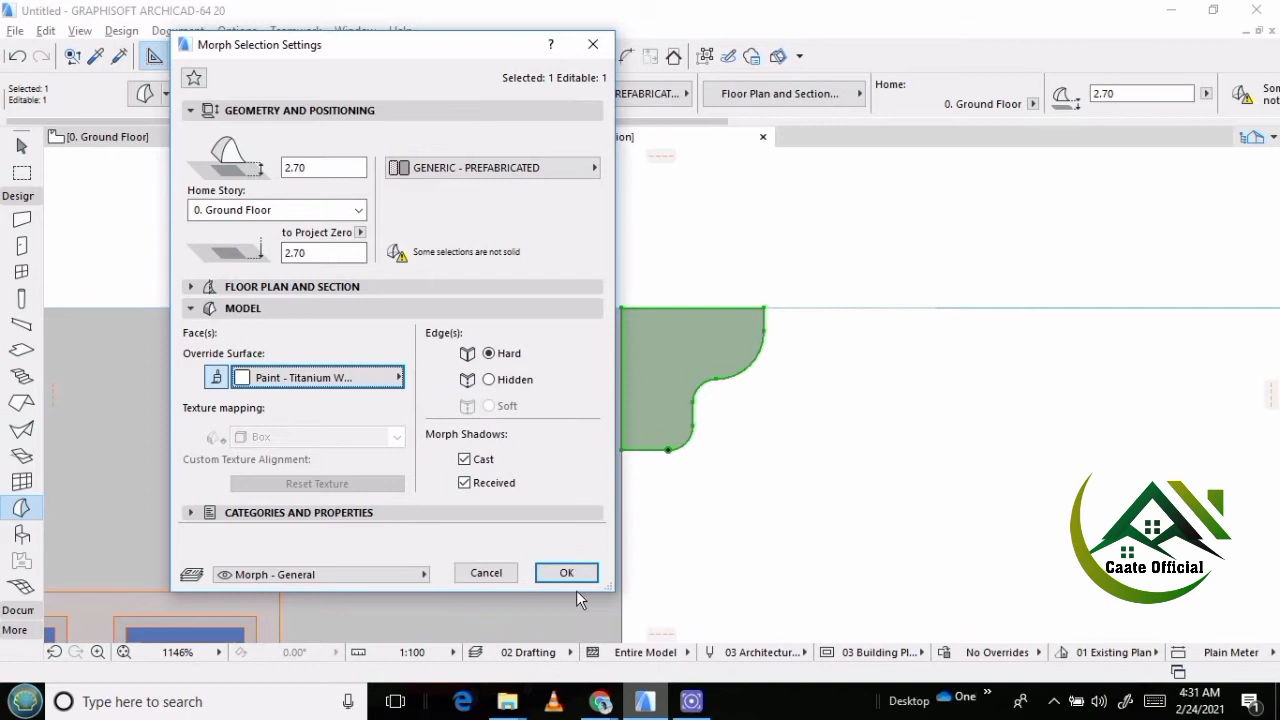 Untitled - GRAPHISOFT ARCHICAD-64 20
File Edit View Design
Morph Selection Settings
?
Selected: 1 Editable: 1
Selected: 1
Editable: 1
REFABRICAT...
Floor Plan and Section...
Home:
0. Ground Floor
2.70
Som
not
[0. Ground Floor]
ion]
GEOMETRY AND POSITIONING
2.70
GENERIC - PREFABRICATED
Home Story:
0. Ground Floor
to Project Zero
2.70
Some selections are not solid
Design
FLOOR PLAN AND SECTION
MODEL
Face(s):
Edge(s):
Override Surface:
Hard
Paint - Titanium W...
Hidden
Texture mapping:
Soft
Box
Morph Shadows:
Custom Texture Alignment:
Cast
Reset Texture
Received
CATEGORIES AND PROPERTIES
Morph - General
Cancel
OK
Caate Official
Docum
More
1146%
0.00°
1:100
02 Drafting
Entire Model
03 Architectur...
03 Building Pl...
No Overrides
01 Existing Plan
Plain Meter
Type here to search
Desktop
One
4:31 AM
2/24/2021
1